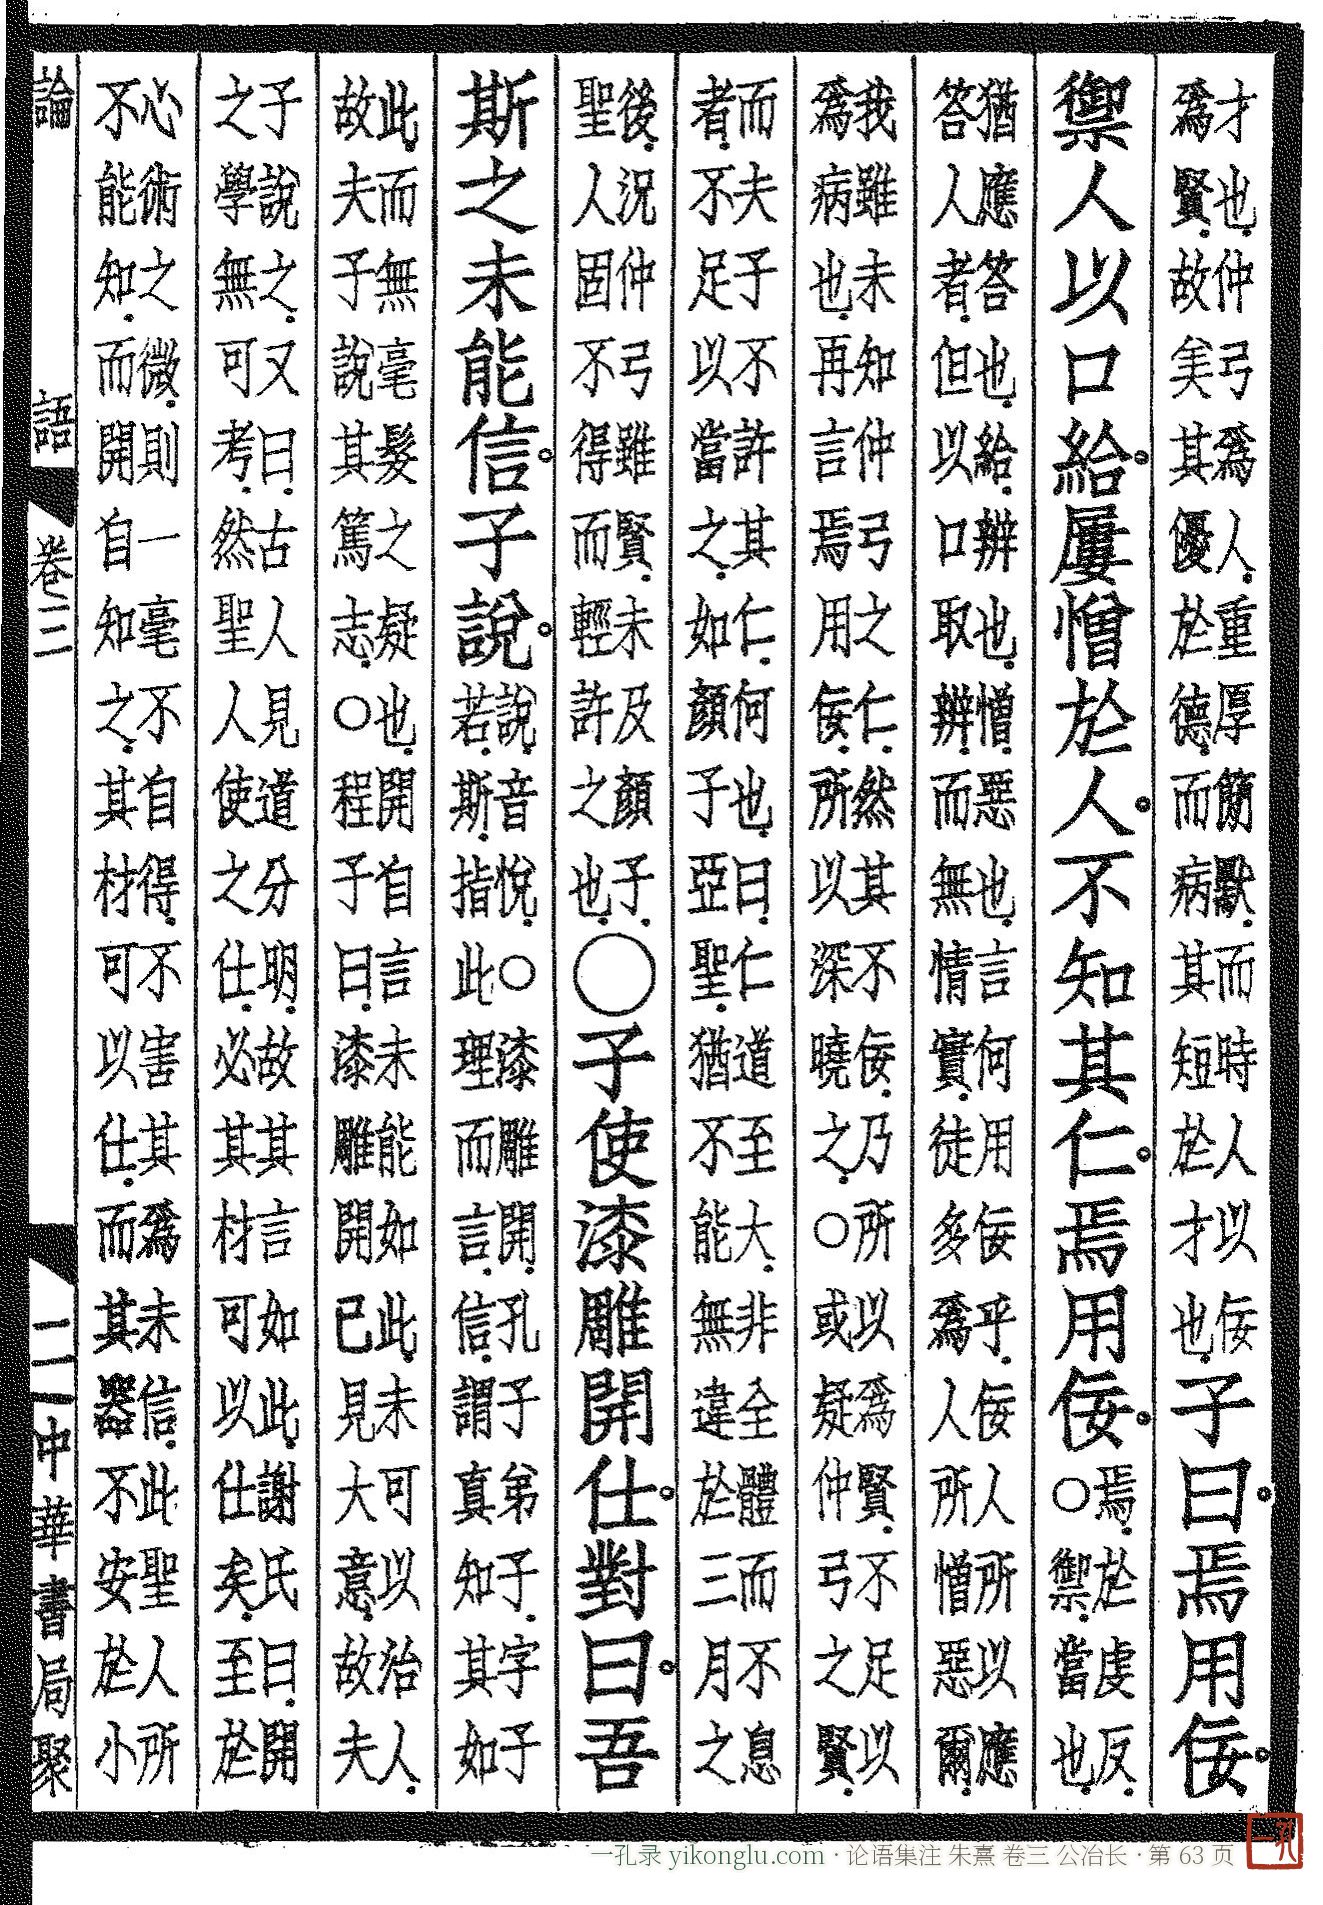 才也仲弓爲人重厚簡默而時人以佞
爲賢故美其優於德而病其短於才也
子曰焉用佞
禦人以口給屢憎於人不知其仁焉用佞
焉於虔反
○禦當也
猶應答也給辨也憎惡也言何用佞乎佞人所以應
答人者但以口取辨而無情實徒多爲人所憎惡爾
我雖未知仲弓之仁然其不佞乃所以爲賢不足以
爲病也再言焉用佞所以深曉之○或疑仲弓之賢
而夫子不許其仁何也曰仁道至大非全體而不息
者不足以當之如顏子亞聖猶不能無違於三月之
後況仲弓雖賢未及顏子
聖人固不得而輕許之也
○子使漆雕開仕對曰吾
斯之未能信子說
說音悅○漆雕開孔子弟子字子
若斯指此理而言信謂真知其如
此而無毫髮之疑也開自言未能如此未可以治人
故夫子說其篤志○程子曰漆雕開已見大意故夫
子說之又曰古人見道分明故其言如此謝氏曰開
之學無可考然聖人使之仕必其材可以仕矣至於
心術之微則一毫不自得不害其爲未信此聖人所
不能知而開自知之其材可以仕而其器不安於小
論語 卷三 二 中華書局聚
一孔录 yikonglu.com · 论语集注 朱熹 卷三 公冶长 · 第 63 页
一孔